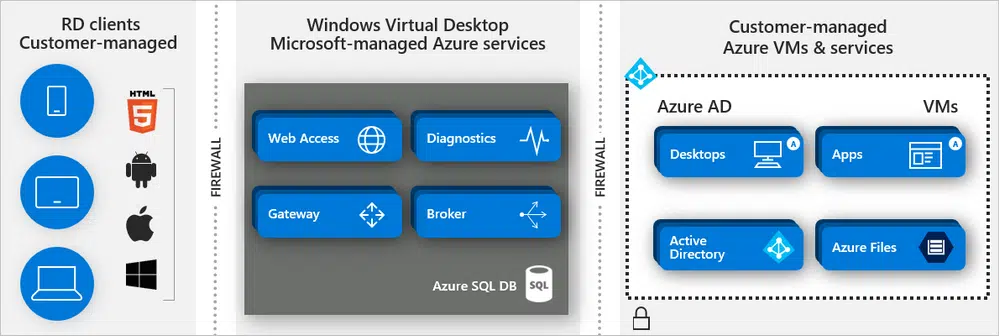 RD clients
Customer-managed
HTML
5
FIREWALL
Windows Virtual Desktop
Microsoft-managed Azure services
Web Access
Diagnostics
Gateway
Broker
Azure SQL DB
SQL
FIREWALL
Customer-managed
Azure VMs & services
Azure AD
VMs
Desktops
A
Apps
A
Active
Directory
Azure Files